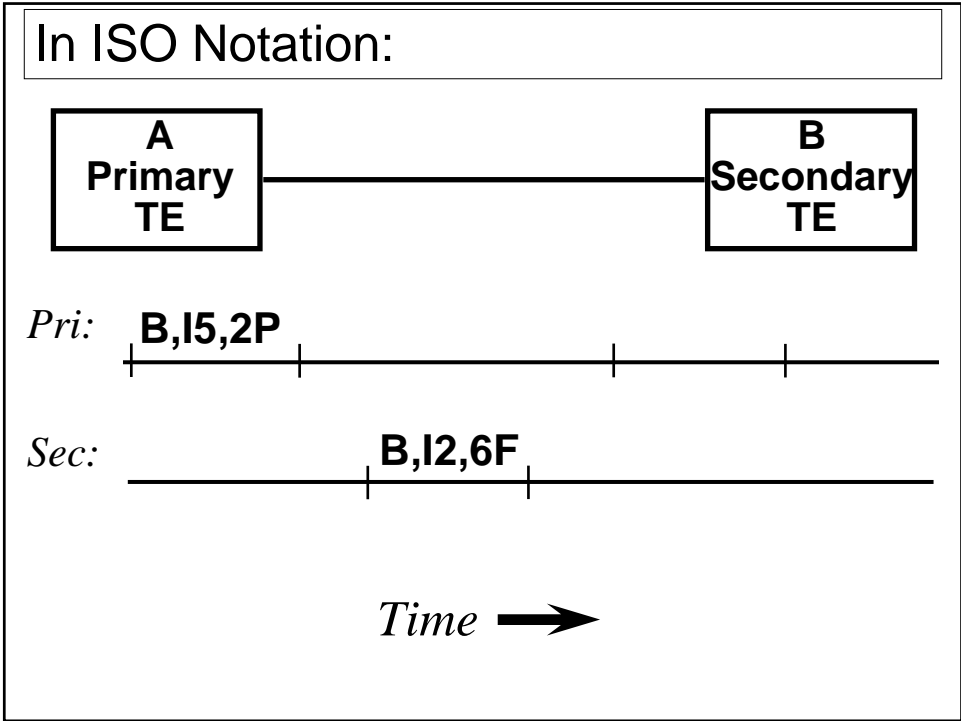 In ISO Notation:
A
Primary
TE
B
Secondary
TE
Pri:
B,I5,2P
Sec:
B,I2,6F
Time